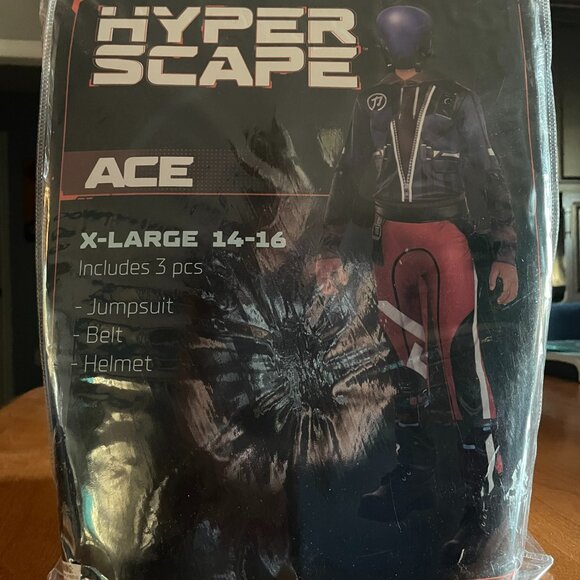 HYPER
SCAPE
ACE
X-LARGE 14-16
Includes 3 pcs
- Jumpsuit
- Belt
- Helmet